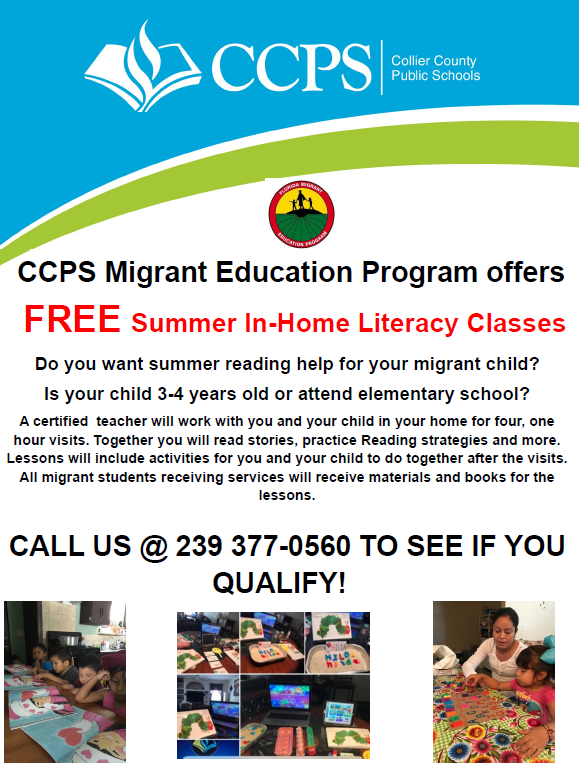 CCPS
Collier County
Public Schools
FLORIDA MIGRANT
EDUCATION PROGRAM
CCPS Migrant Education Program offers
FREE Summer In-Home Literacy Classes
Do you want summer reading help for your migrant child?
Is your child 3-4 years old or attend elementary school?
A certified teacher will work with you and your child in your home for four, one
hour visits. Together you will read stories, practice Reading strategies and more.
Lessons will include activities for you and your child to do together after the visits.
All migrant students receiving services will receive materials and books for the
lessons.
CALL US @ 239 377-0560 TO SEE IF YOU
QUALIFY!